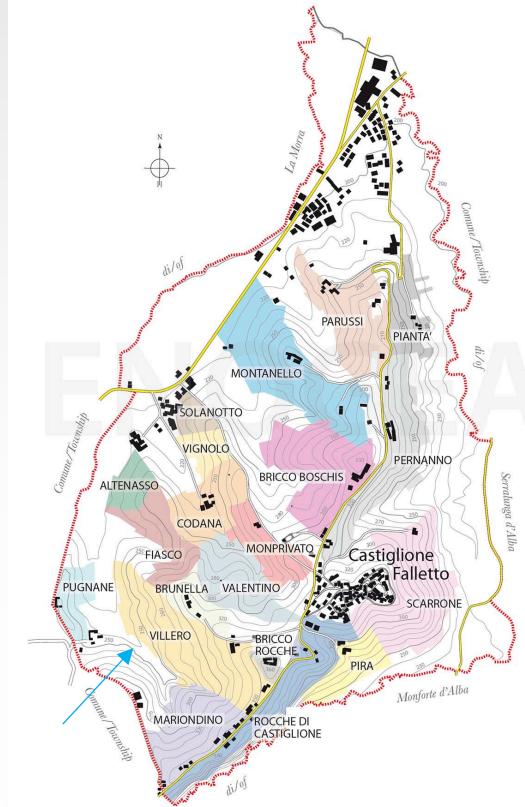 N
La Morra
di/of
Comune/Township
Comune/Township
di/of
Serralunga d'Alba
PARUSSI
PIANTA'
MONTANELLO
SOLANOTTO
VIGNOLO
PERNANNO
BRICCO BOSCHIS
ALTENASSO
CODANA
MONPRIVATO
FIASCO
Castiglione
Falletto
PUGNANE
BRUNELLA
VALENTINO
SCARRONE
VILLERO
BRICCO
ROCCHE
PIRA
Comune/Township
MARIONDINO
ROCCHE DI
CASTIGLIONE
Monforte d'Alba
di/of